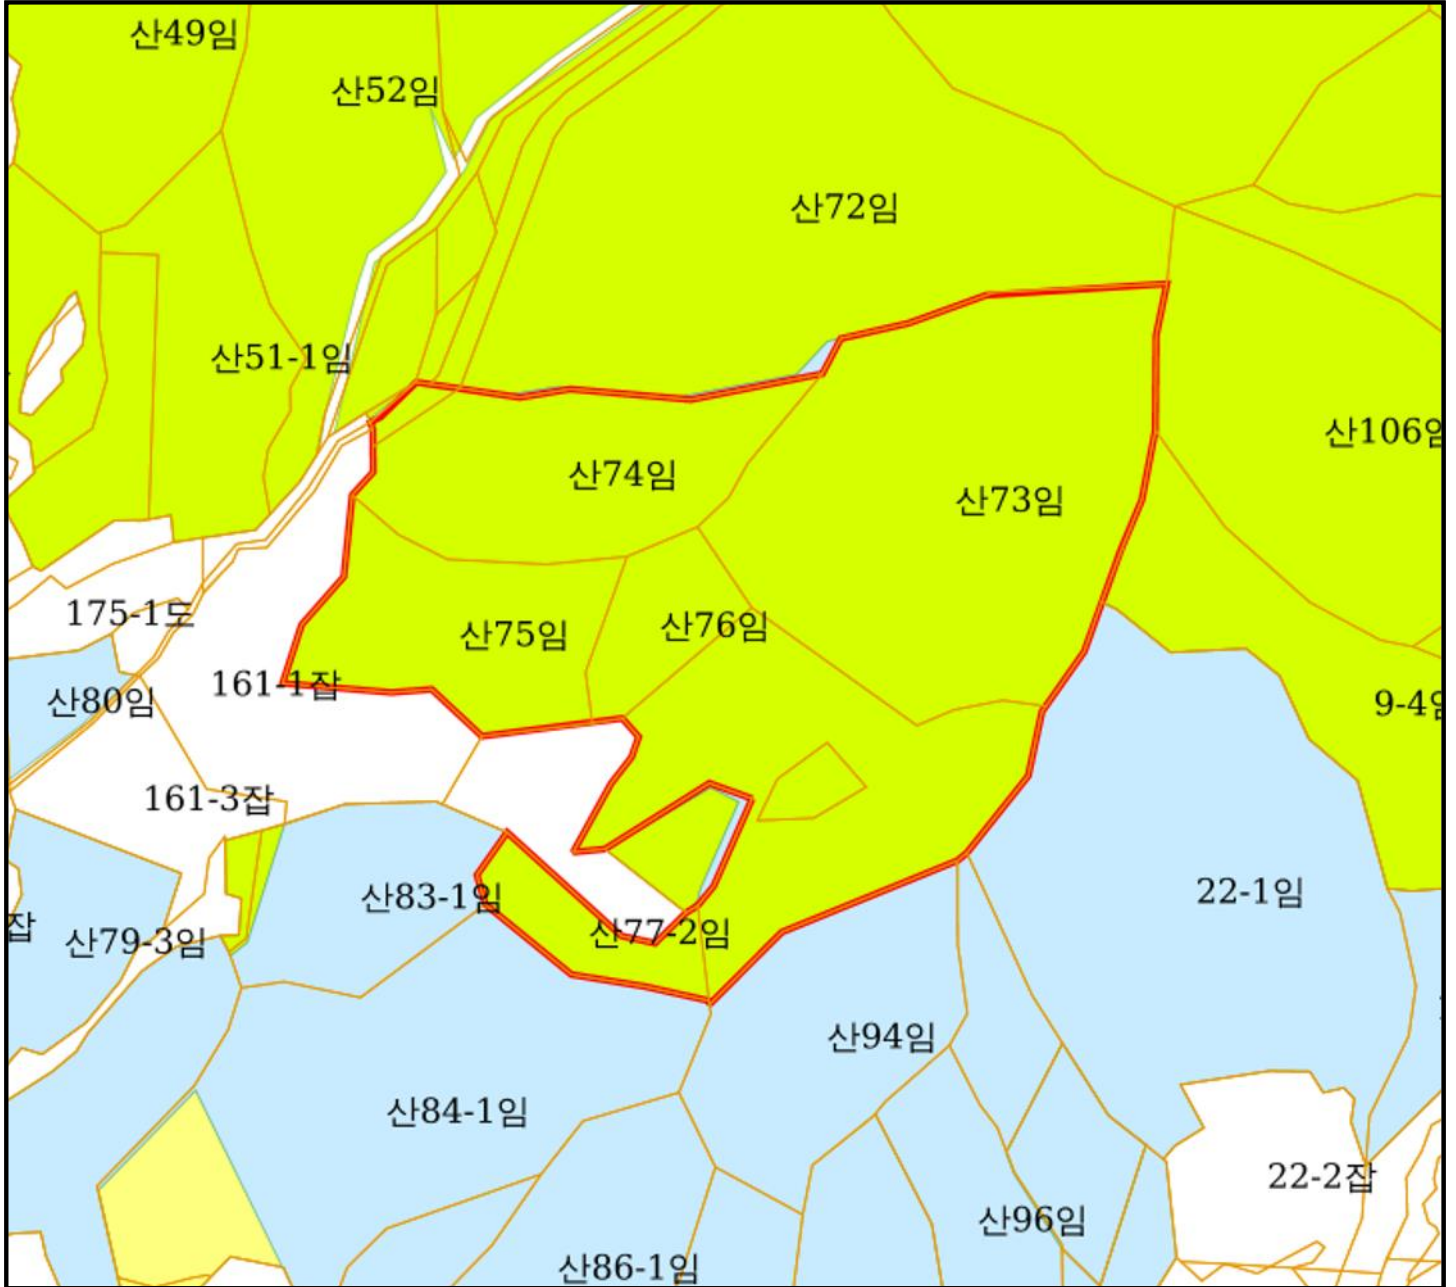 산49임
산52임
산72임
산51-1임
산106임
산74임
산73임
175-1도
산75임
산76임
161-1잡
산80임
9-4임
161-3잡
산83-1임
22-1임
잡
산79-3임
산77-2임
산94임
산84-1임
22-2잡
산96임
산86-1임